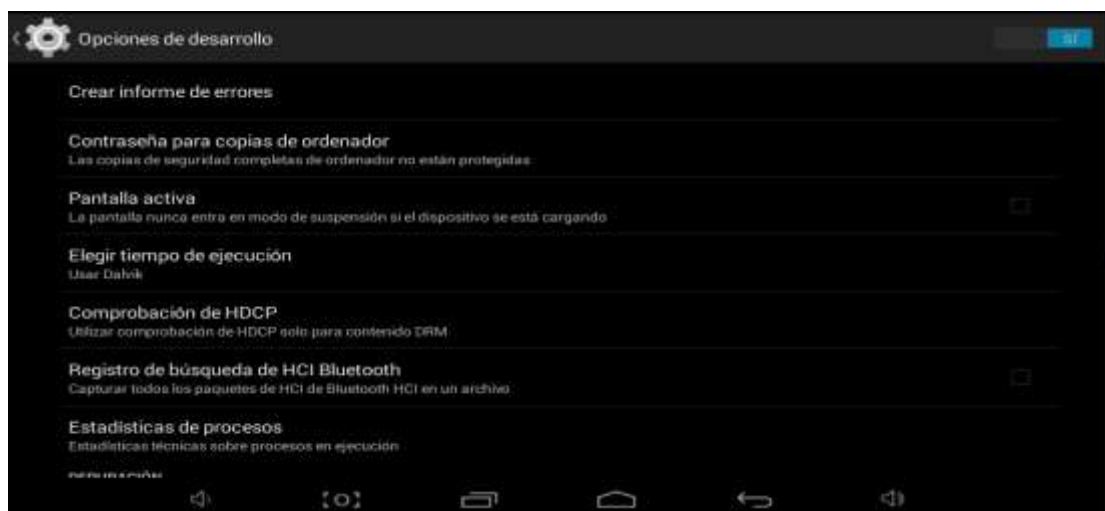 Opciones de desarrollo
SÍ
Crear informe de errores
Contraseña para copias de ordenador
Las copias de seguridad completas de ordenador no están protegidas
Pantalla activa
La pantalla nunca entra en modo de suspensión si el dispositivo se está cargando
Elegir tiempo de ejecución
Usar Dalvik
Comprobación de HDCP
Utilizar comprobación de HDCP solo para contenido DRM
Registro de búsqueda de HCI Bluetooth
Capturar todos los paquetes de HCI de Bluetooth HCI en un archivo
Estadísticas de procesos
Estadísticas técnicas sobre procesos en ejecución
DEPURACIÓN